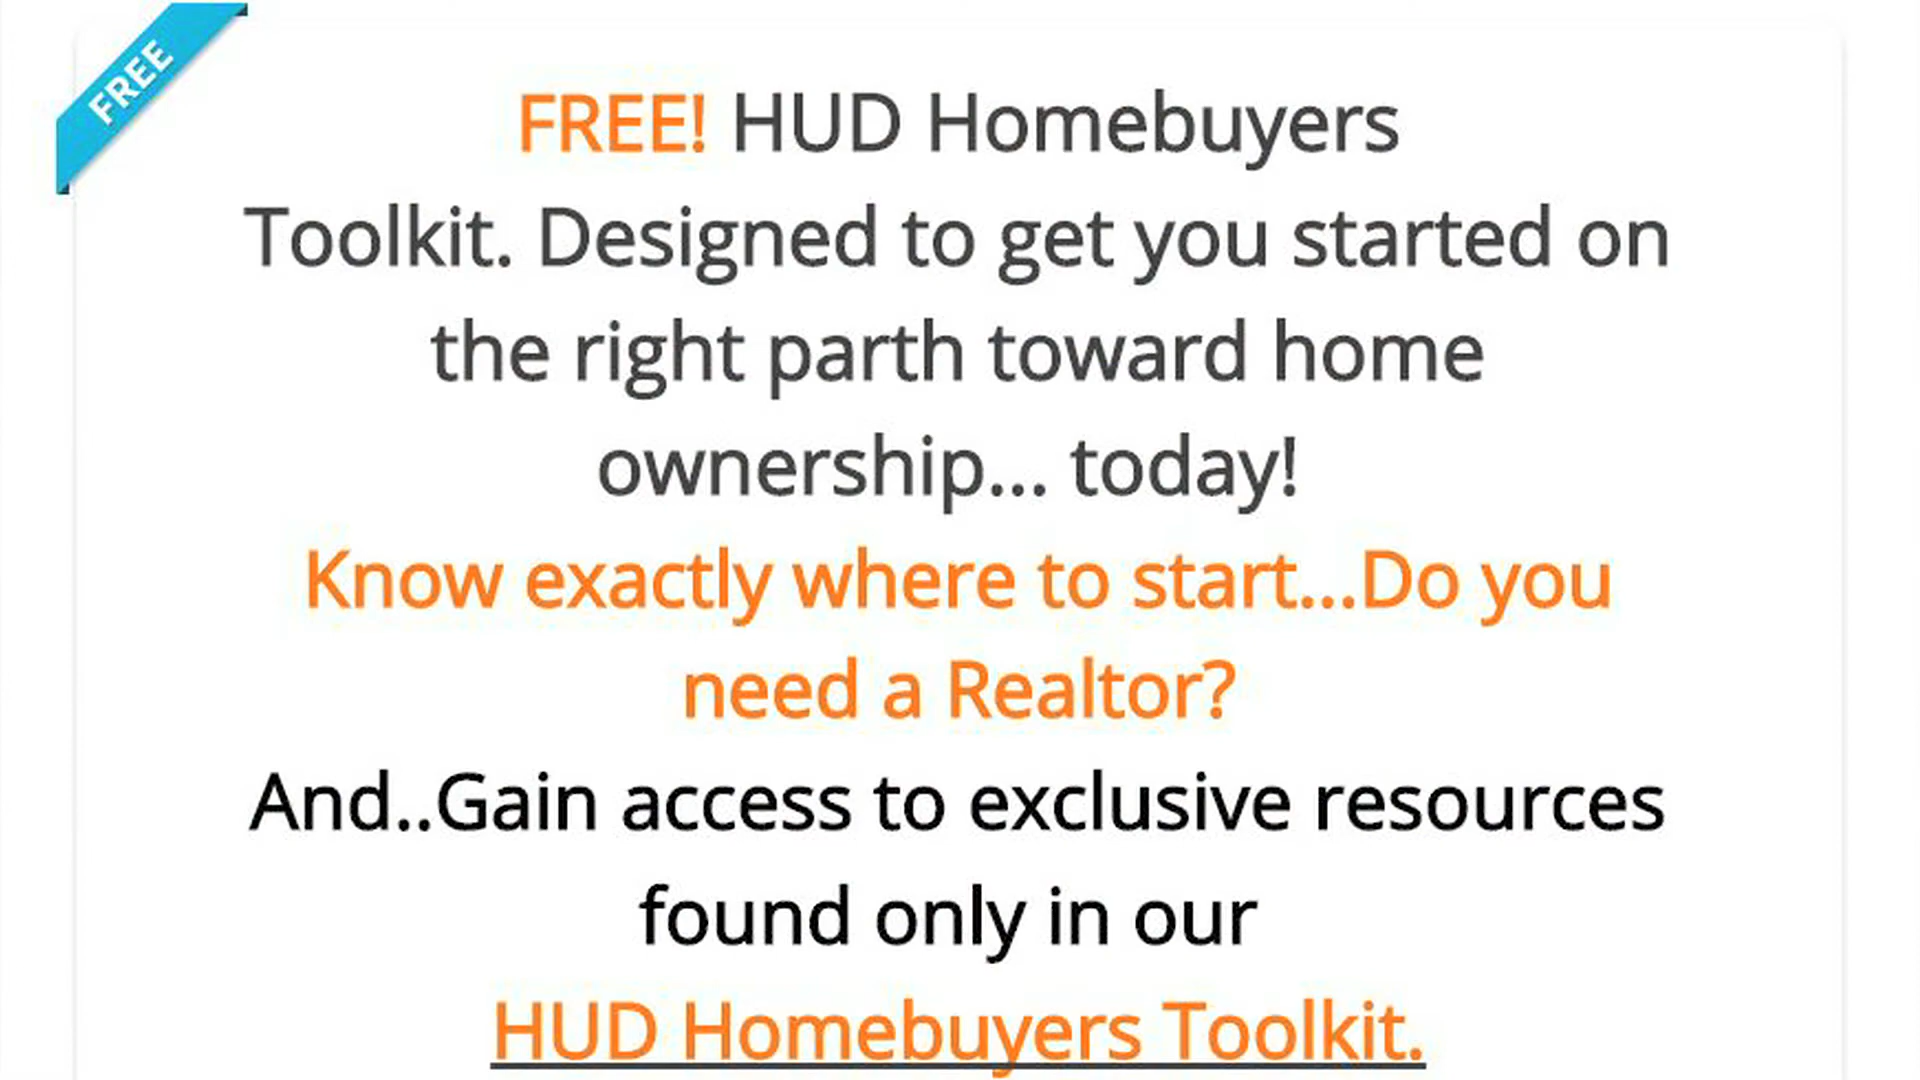 FREE
FREE! HUD Homebuyers
Toolkit. Designed to get you started on
the right parth toward home
ownership... today!
Know exactly where to start...Do you
need a Realtor?
And..Gain access to exclusive resources
found only in our
HUD Homebuyers Toolkit.